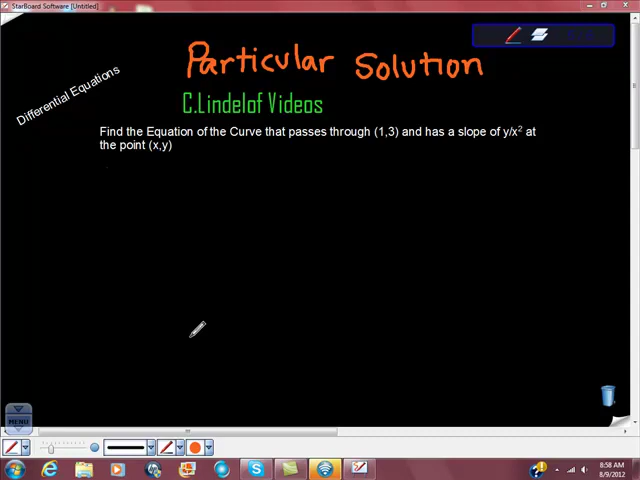 StarBoard Software [Untitled]
Particular Solution
Differential Equations
C.Lindelof Videos
Find the Equation of the Curve that passes through (1,3) and has a slope of y/x² at
the point (x,y)
MENU
8:58 AM
8/9/2012